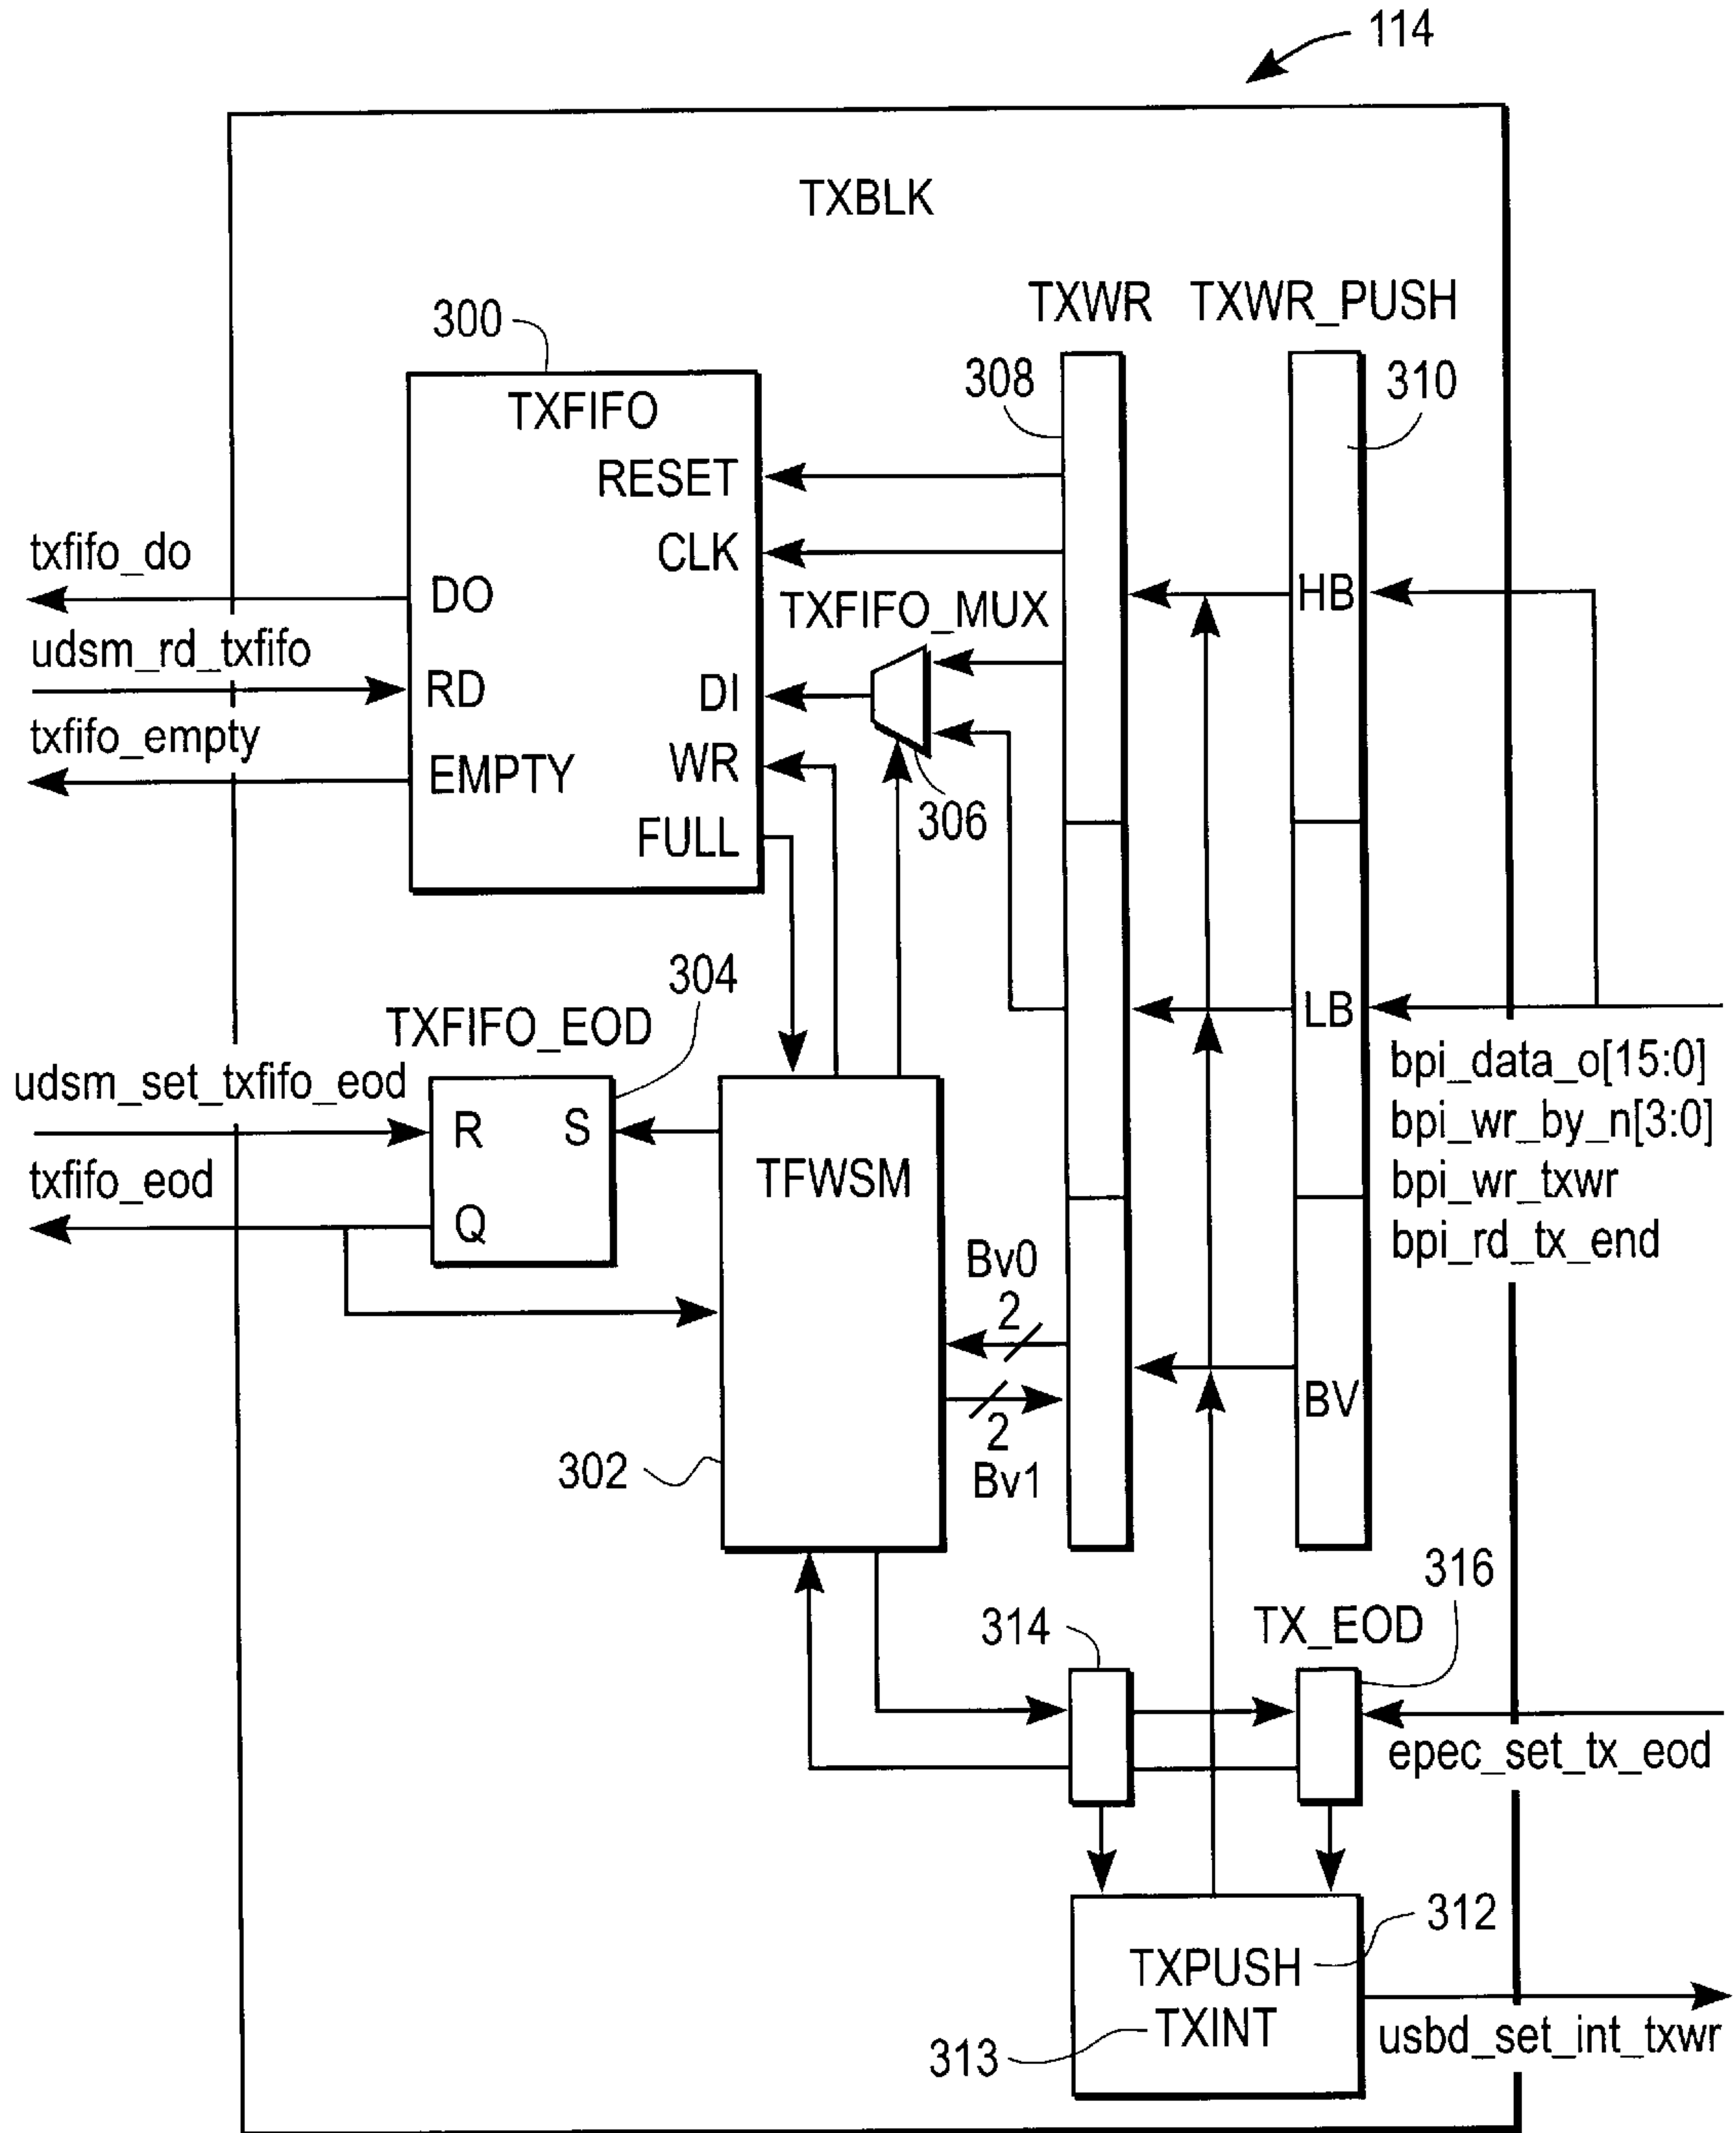 114
TXBLK
TXWR
TXWR_PUSH
300
308
310
TXFIFO
RESET
CLK
txfifo_do
DO
HB
TXFIFO_MUX
udsm_rd_txfifo
RD
DI
txfifo_empty
EMPTY
WR
306
FULL
304
TXFIFO_EOD
LB
udsm_set_txfifo_eod
R
S
bpi_data_o[15:0]
bpi_wr_by_n[3:0]
bpi_wr_txwr
bpi_rd_tx_end
TFWSM
txfifo_eod
Q
Bv0
2
BV
2
Bv1
302
316
314
TX_EOD
epec_set_tx_eod
312
TXPUSH
TXINT
313
usbd_set_int_txwr